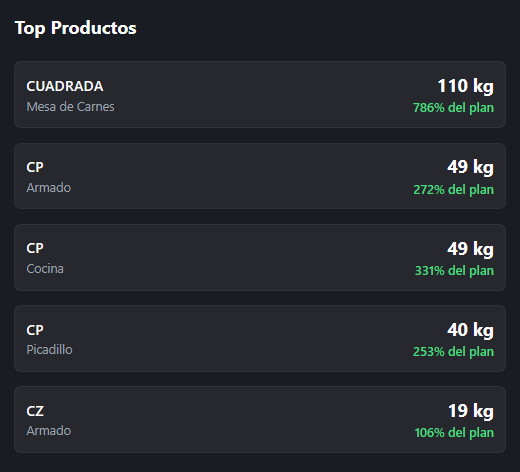 Top Productos
CUADRADA
110 kg
Mesa de Carnes
786% del plan
CP
49 kg
Armado
272% del plan
CP
49 kg
Cocina
331% del plan
CP
40 kg
Picadillo
253% del plan
CZ
19 kg
Armado
106% del plan